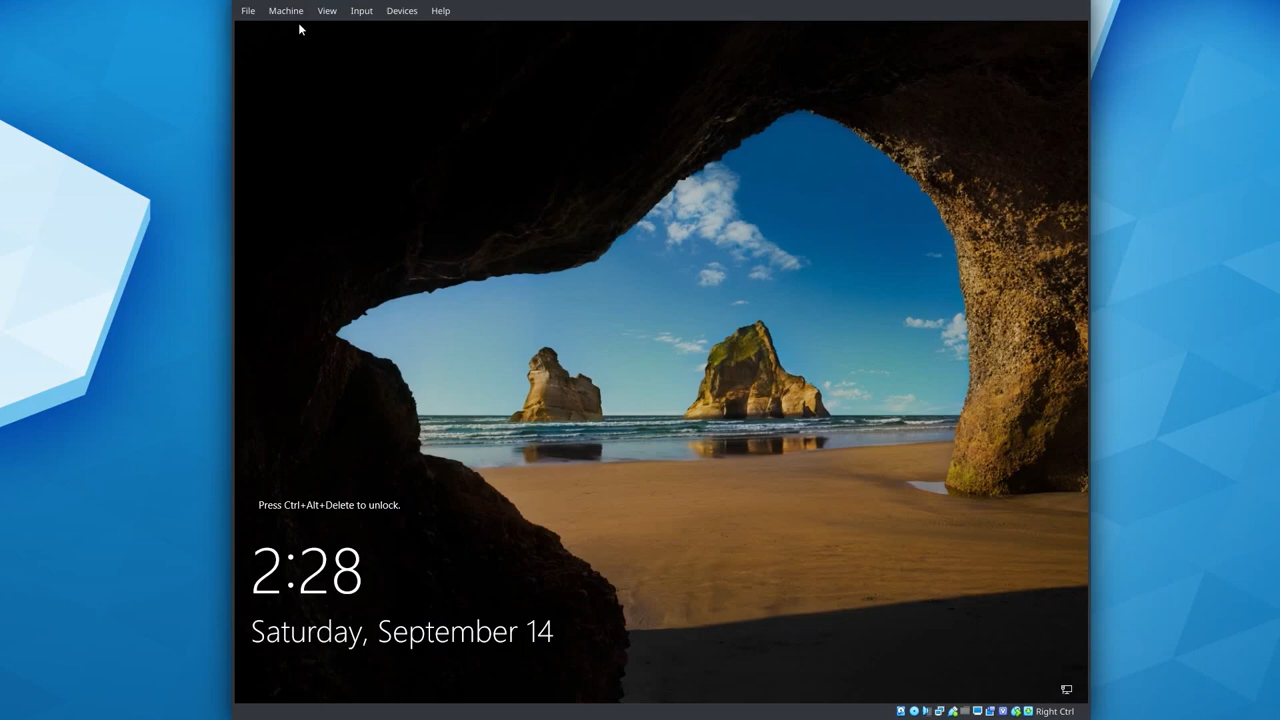 File Machine View Input Devices Help
Press Ctrl+Alt+Delete to unlock.
2:28
Saturday, September 14
Right Ctrl